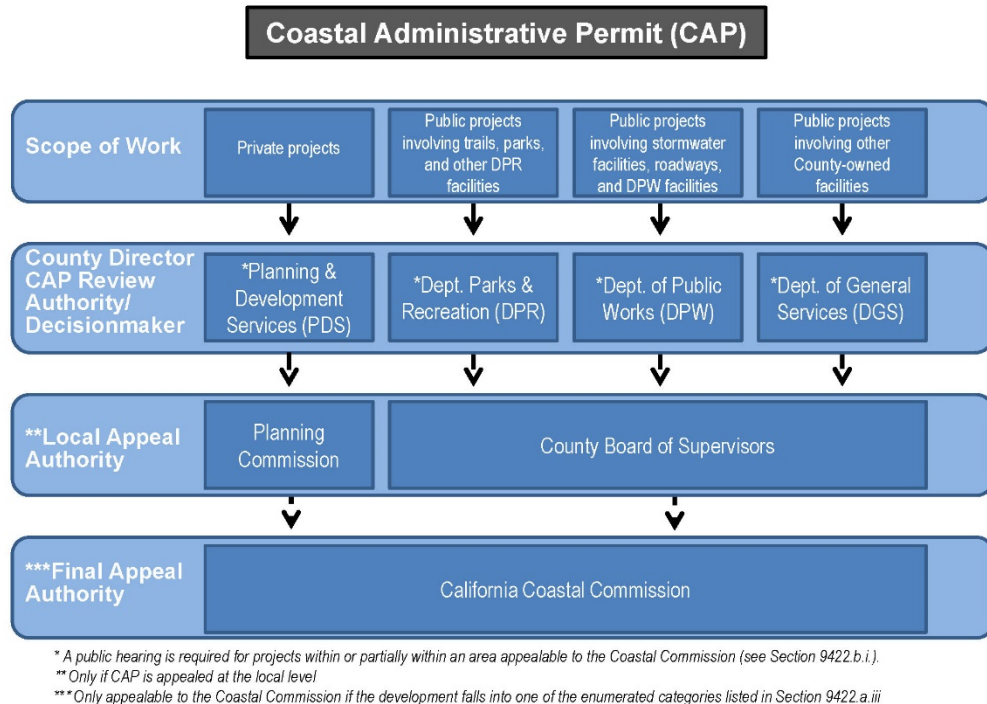 Coastal Administrative Permit (CAP)
Scope of Work
Private projects
Public projects
involving trails, parks,
and other DPR
facilities
Public projects
involving stormwater
facilities, roadways,
and DPW facilities
Public projects
involving other
County-owned
facilities
County Director
CAP Review
Authority/
Decisionmaker
*Planning &
Development
Services (PDS)
*Dept. Parks &
Recreation (DPR)
*Dept. of Public
Works (DPW)
*Dept. of General
Services (DGS)
**Local Appeal
Authority
Planning
Commission
County Board of Supervisors
***Final Appeal
Authority
California Coastal Commission
* A public hearing is required for projects within or partially within an area appealable to the Coastal Commission (see Section 9422.b.i.).
** Only if CAP is appealed at the local level
*** Only appealable to the Coastal Commission if the development falls into one of the enumerated categories listed in Section 9422.a.iii